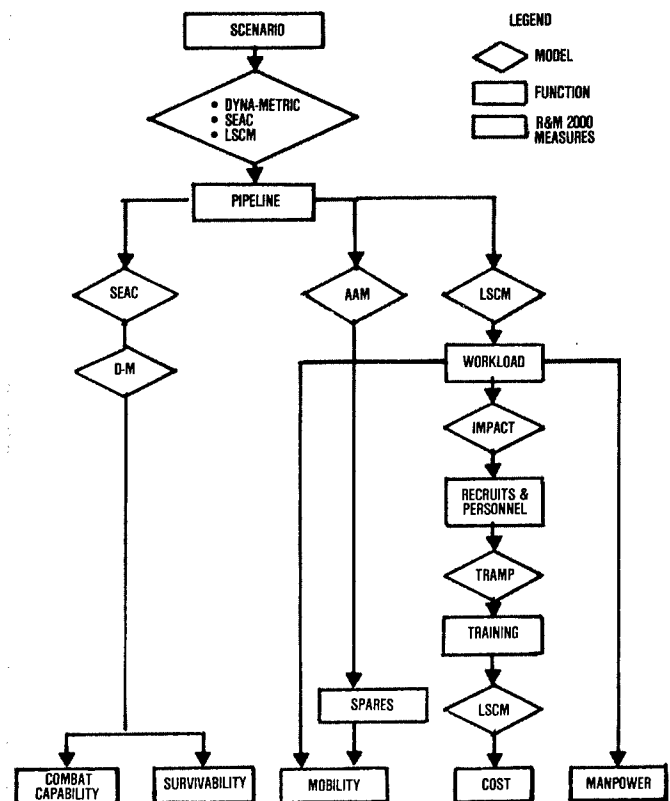 SCENARIO
LEGEND
MODEL
FUNCTION
R&M 2000
MEASURES
• DYNA-METRIC
• SEAC
• LSCM
PIPELINE
SEAC
AAM
LSCM
D-M
WORKLOAD
IMPACT
RECRUITS &
PERSONNEL
TRAMP
TRAINING
SPARES
LSCM
COMBAT
CAPABILITY
SURVIVABILITY
MOBILITY
COST
MANPOWER